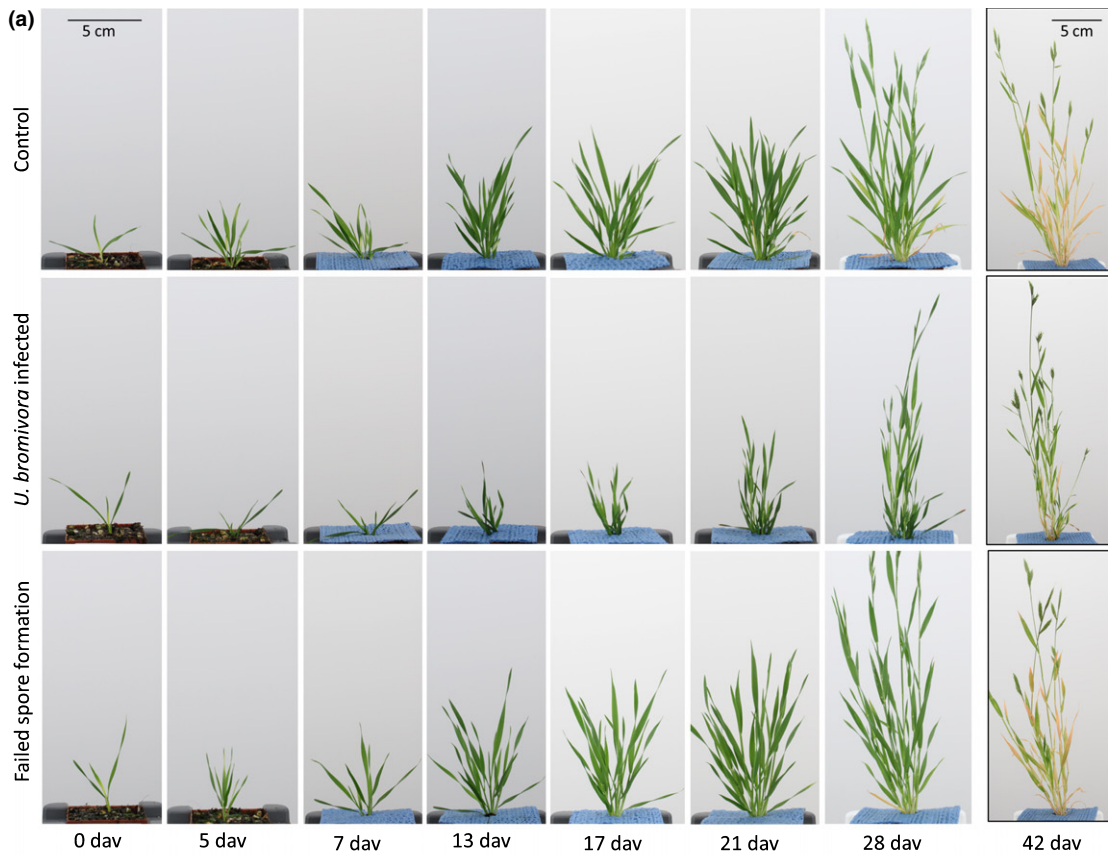 (a)
5 cm
5 cm
Control
U. bromivora infected
Failed spore formation
0 dav
5 dav
7 dav
13 dav
17 dav
21 dav
28 dav
42 dav